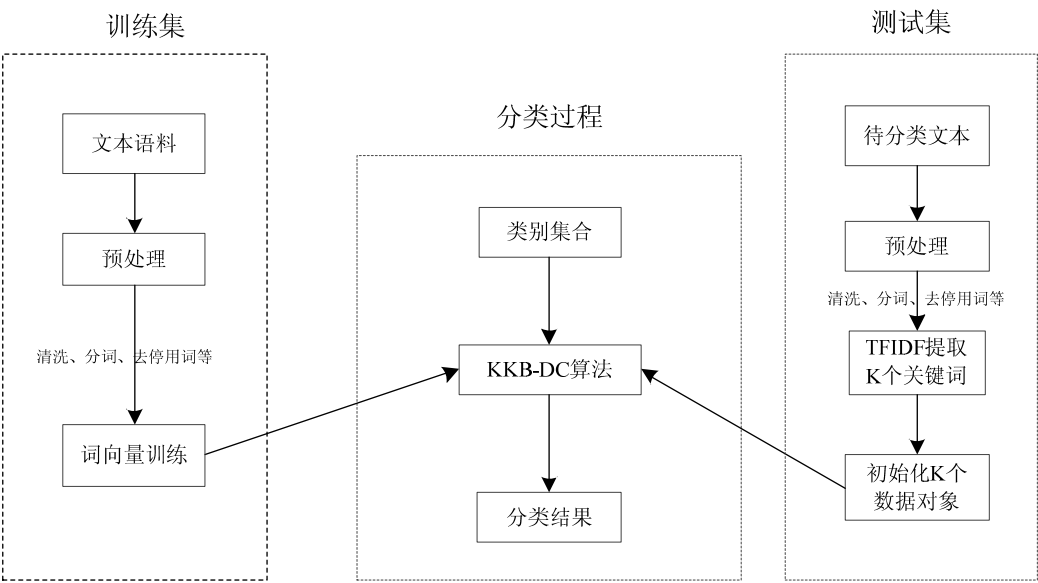 训练集
文本语料
预处理
清洗、分词、去停用词等
词向量训练
分类过程
类别集合
KKB-DC算法
分类结果
测试集
待分类文本
预处理
清洗、分词、去停用词等
TFIDF提取
K个关键词
初始化K个
数据对象